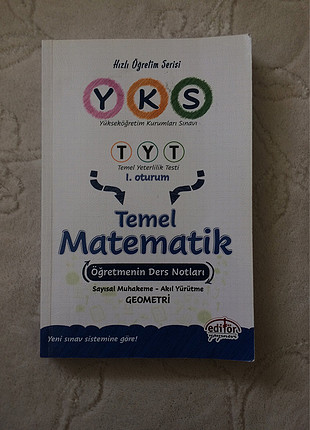 Hızlı Öğretim Serisi
YKS
Yükseköğretim Kurumları Sınavı
TYT
Temel Yeterlilik Testi
1. oturum
Temel
Matematik
Öğretmenin Ders Notları
Sayısal Muhakeme - Akıl Yürütme
GEOMETRİ
Yeni sınav sistemine göre!
editör
yayınevi